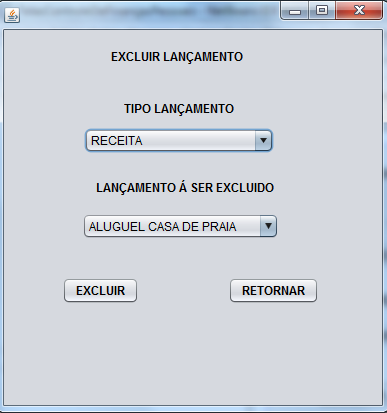 EXCLUIR LANÇAMENTO
TIPO LANÇAMENTO
RECEITA
LANÇAMENTO Á SER EXCLUIDO
ALUGUEL CASA DE PRAIA
EXCLUIR RETORNAR